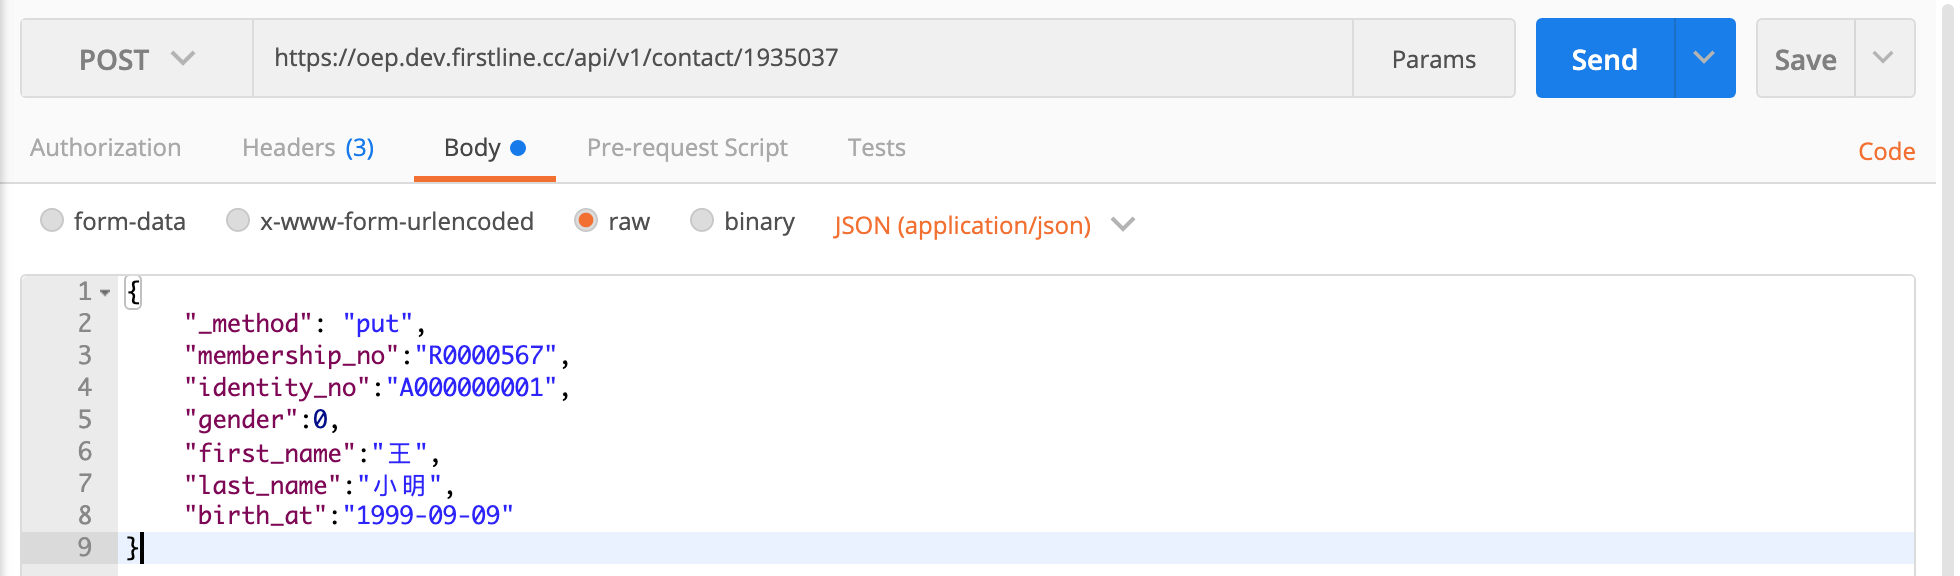 POST https://oep.dev.firstline.cc/api/v1/contact/1935037 Params Send Save
Authorization Headers (3) Body Pre-request Script Tests Code
form-data x-www-form-urlencoded raw binary JSON (application/json)
1 {
2 "_method": "put",
3 "membership_no":"R0000567",
4 "identity_no":"A000000001",
5 "gender":0,
6 "first_name":"王",
7 "last_name":"小明",
8 "birth_at":"1999-09-09"
9 }